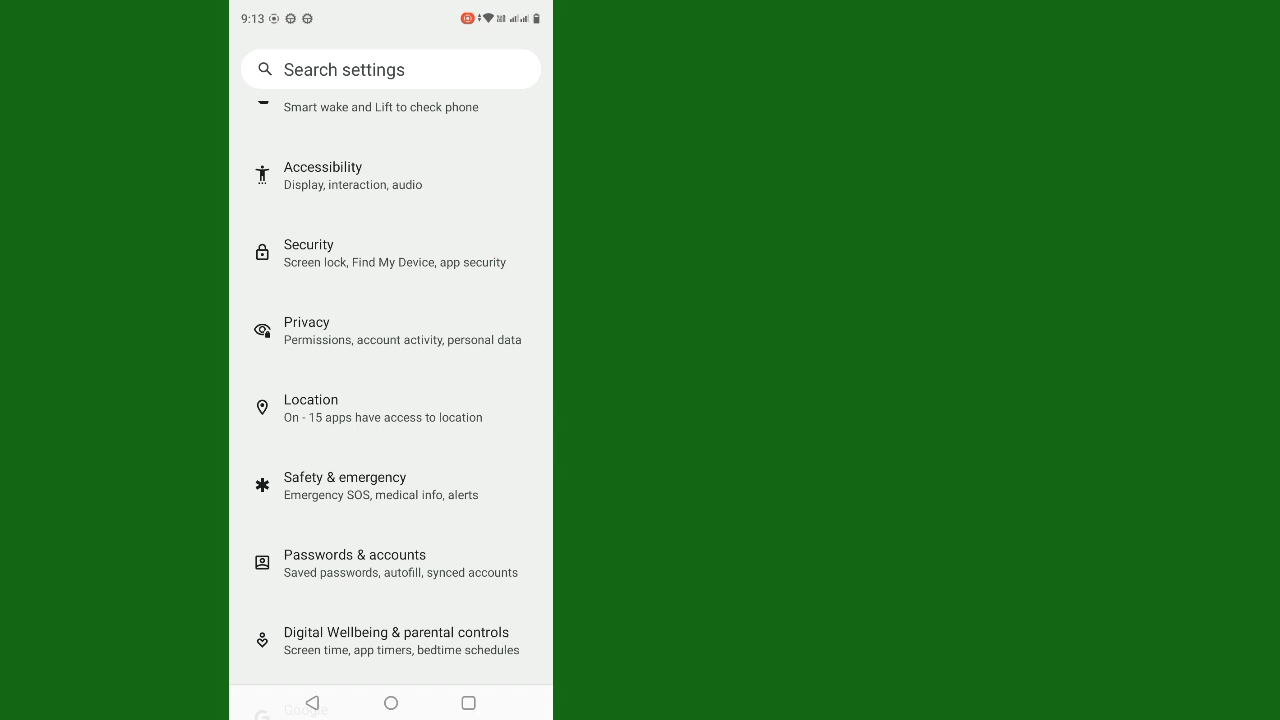 9:13
Search settings
Smart wake and Lift to check phone
Accessibility
Display, interaction, audio
Security
Screen lock, Find My Device, app security
Privacy
Permissions, account activity, personal data
Location
On - 15 apps have access to location
Safety & emergency
Emergency SOS, medical info, alerts
Passwords & accounts
Saved passwords, autofill, synced accounts
Digital Wellbeing & parental controls
Screen time, app timers, bedtime schedules
Google